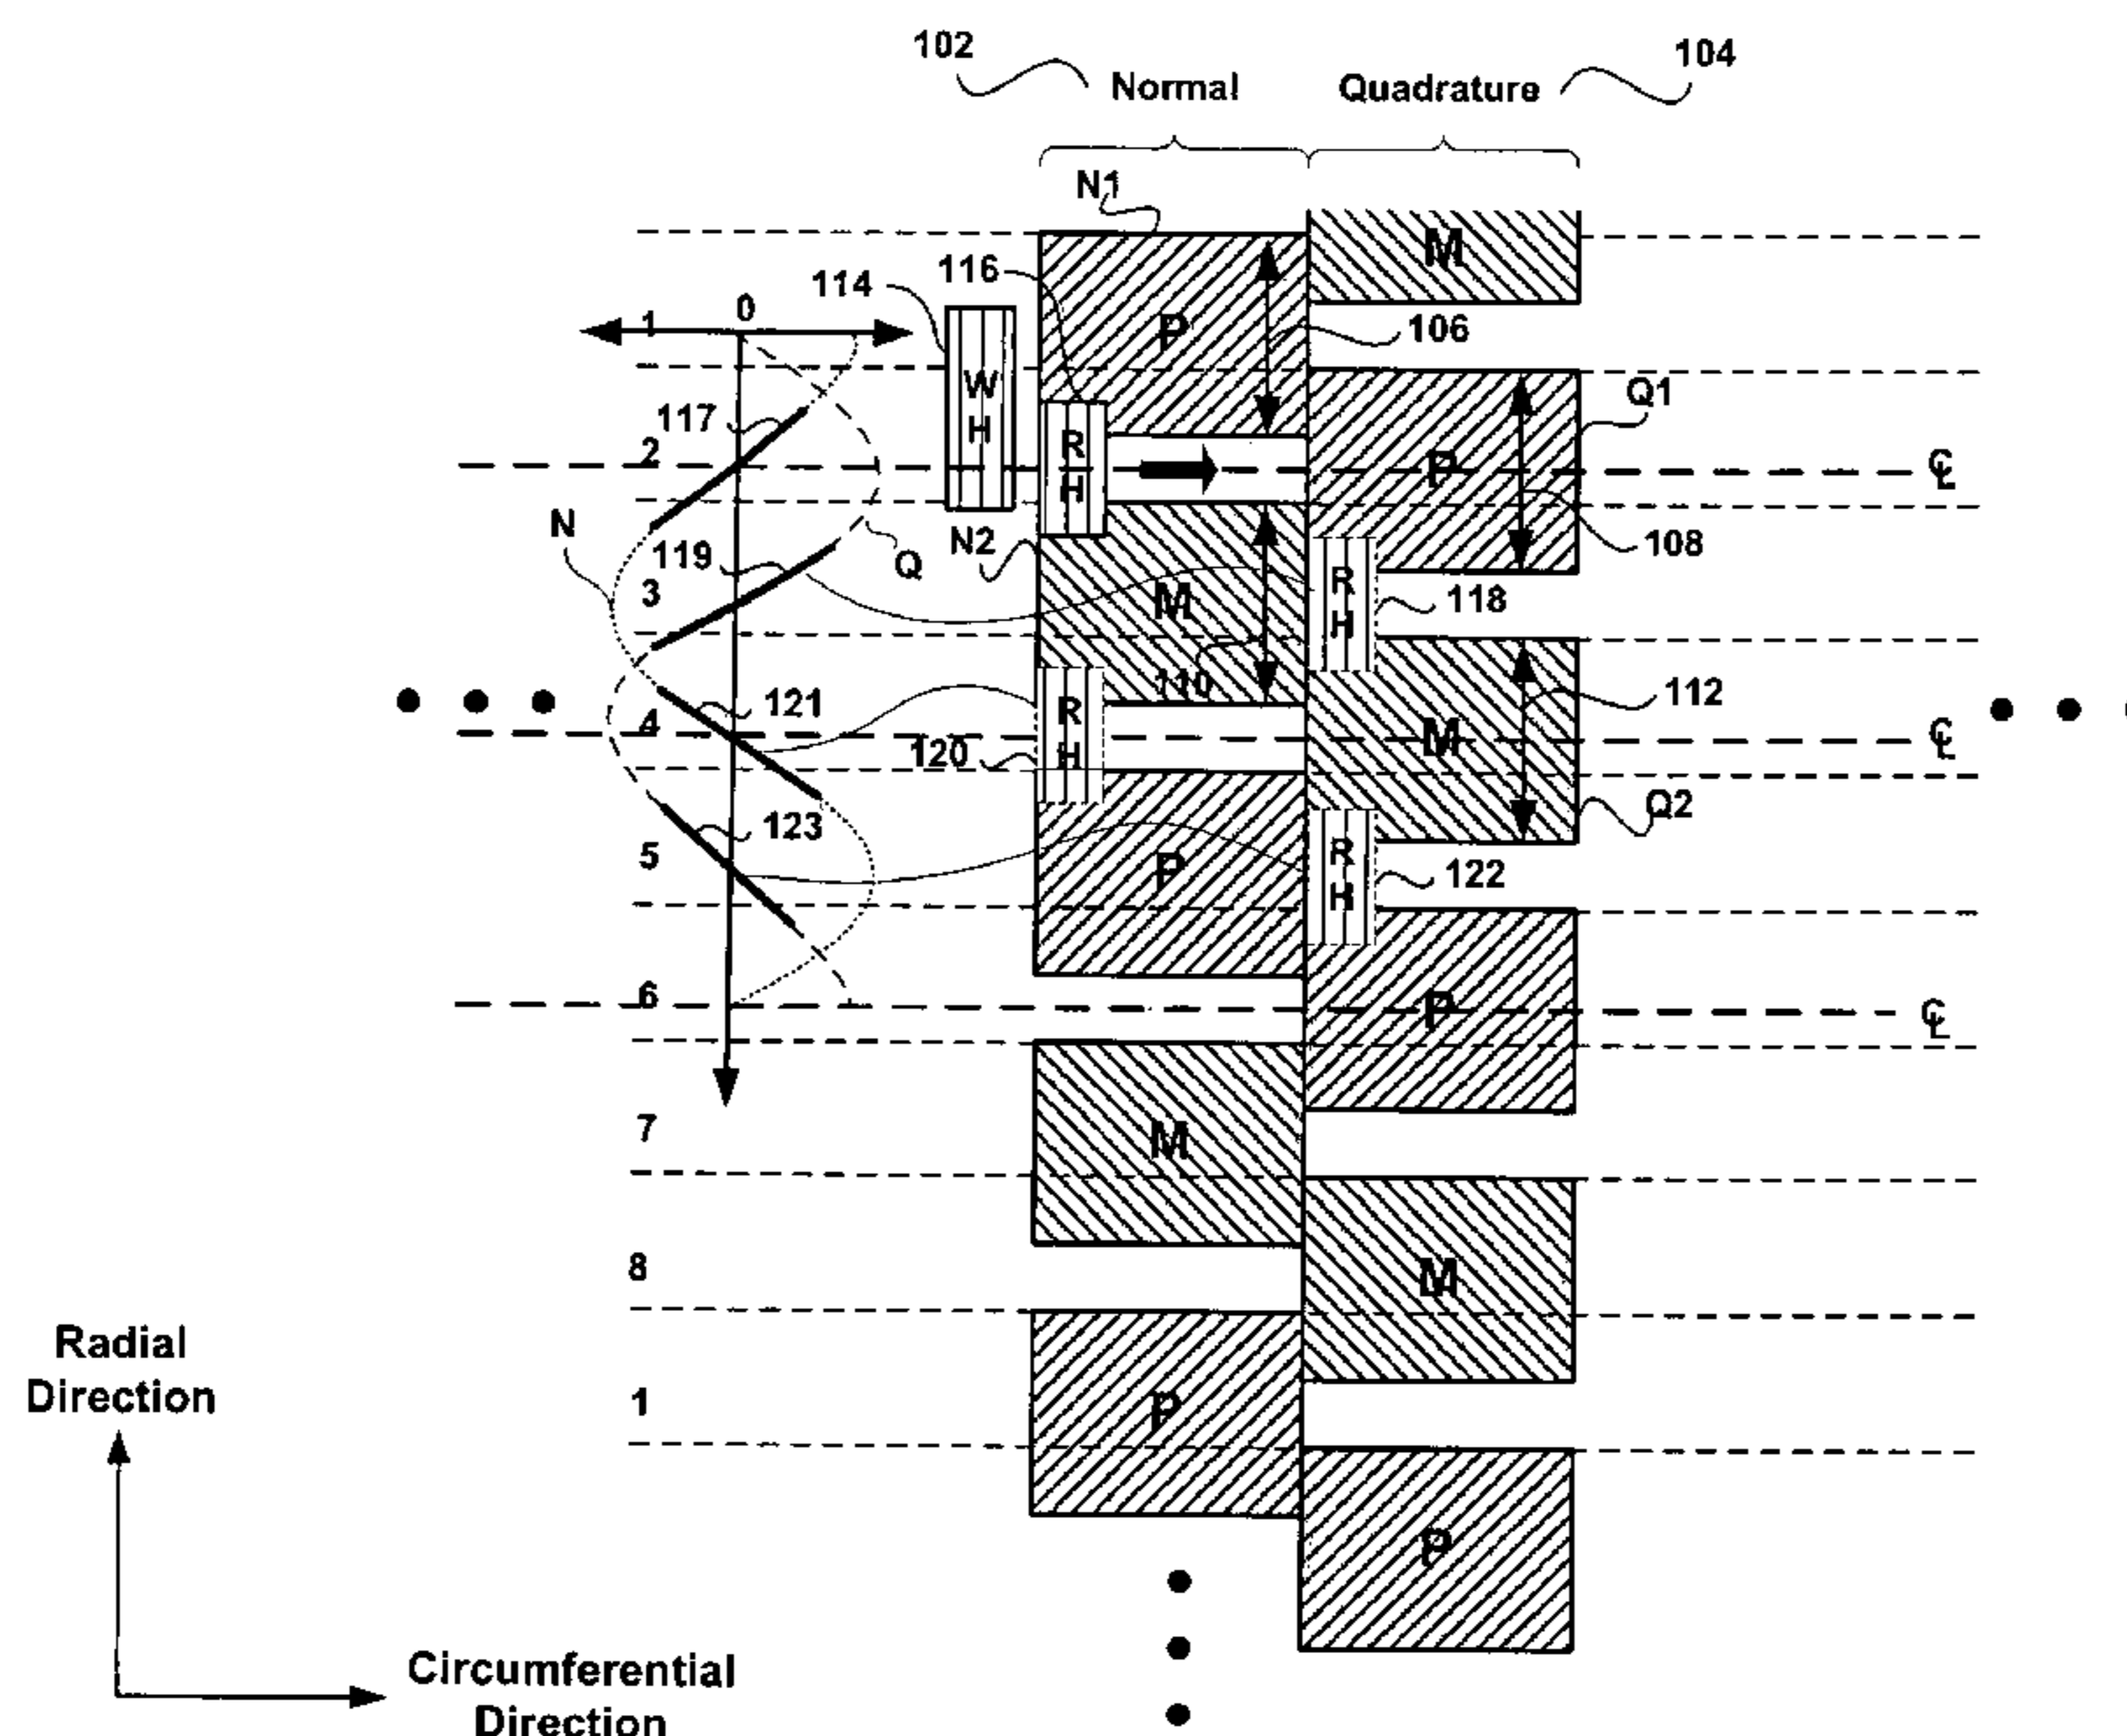 102
104
Normal
Quadrature
N1
M
116
114
0
1
P
106
W
H
117
Q1
R
H
2
P
℄
N
N2
119
Q
108
3
M
R
H
118
110
121
R
H
112
4
M
℄
120
123
Q2
5
P
R
H
122
6
P
℄
7
M
8
M
Radial
Direction
1
P
P
Circumferential
Direction